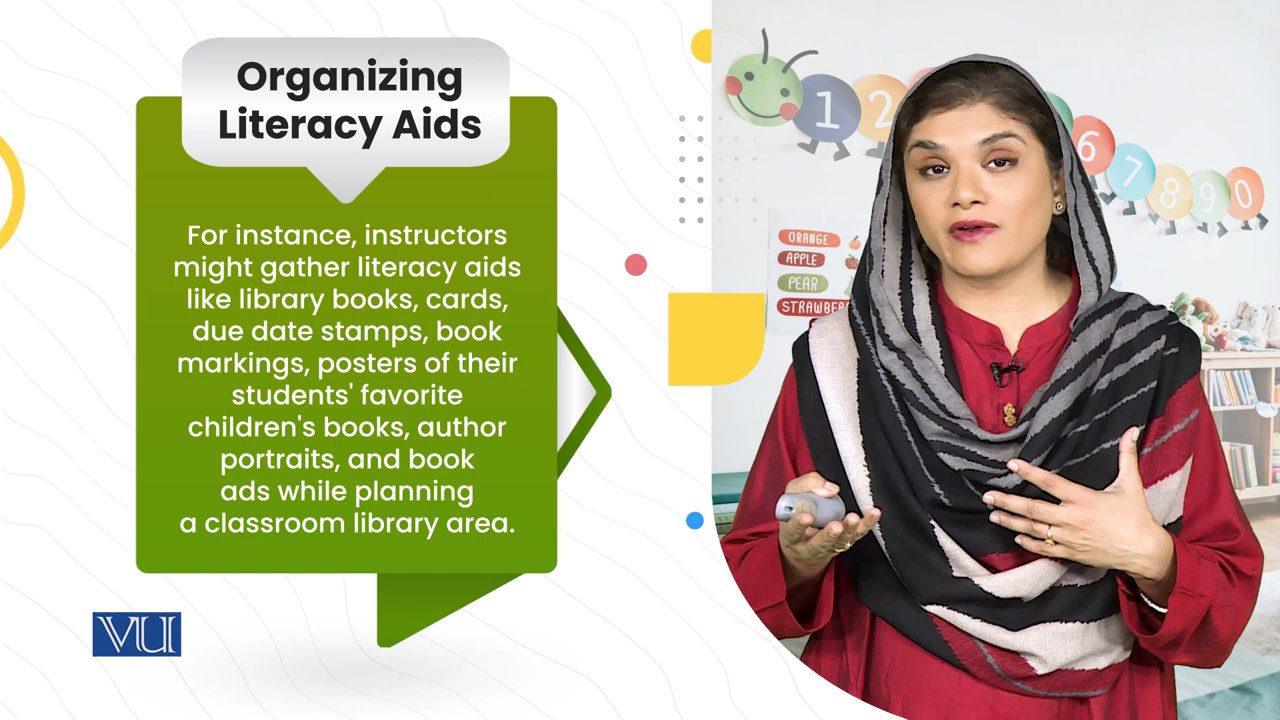 Organizing
Literacy Aids
For instance, instructors
might gather literacy aids
like library books, cards,
due date stamps, book
markings, posters of their
students' favorite
children's books, author
portraits, and book
ads while planning
a classroom library area.
VU
1 2
6 7 8 9 0
ORANGE
APPLE
PEAR